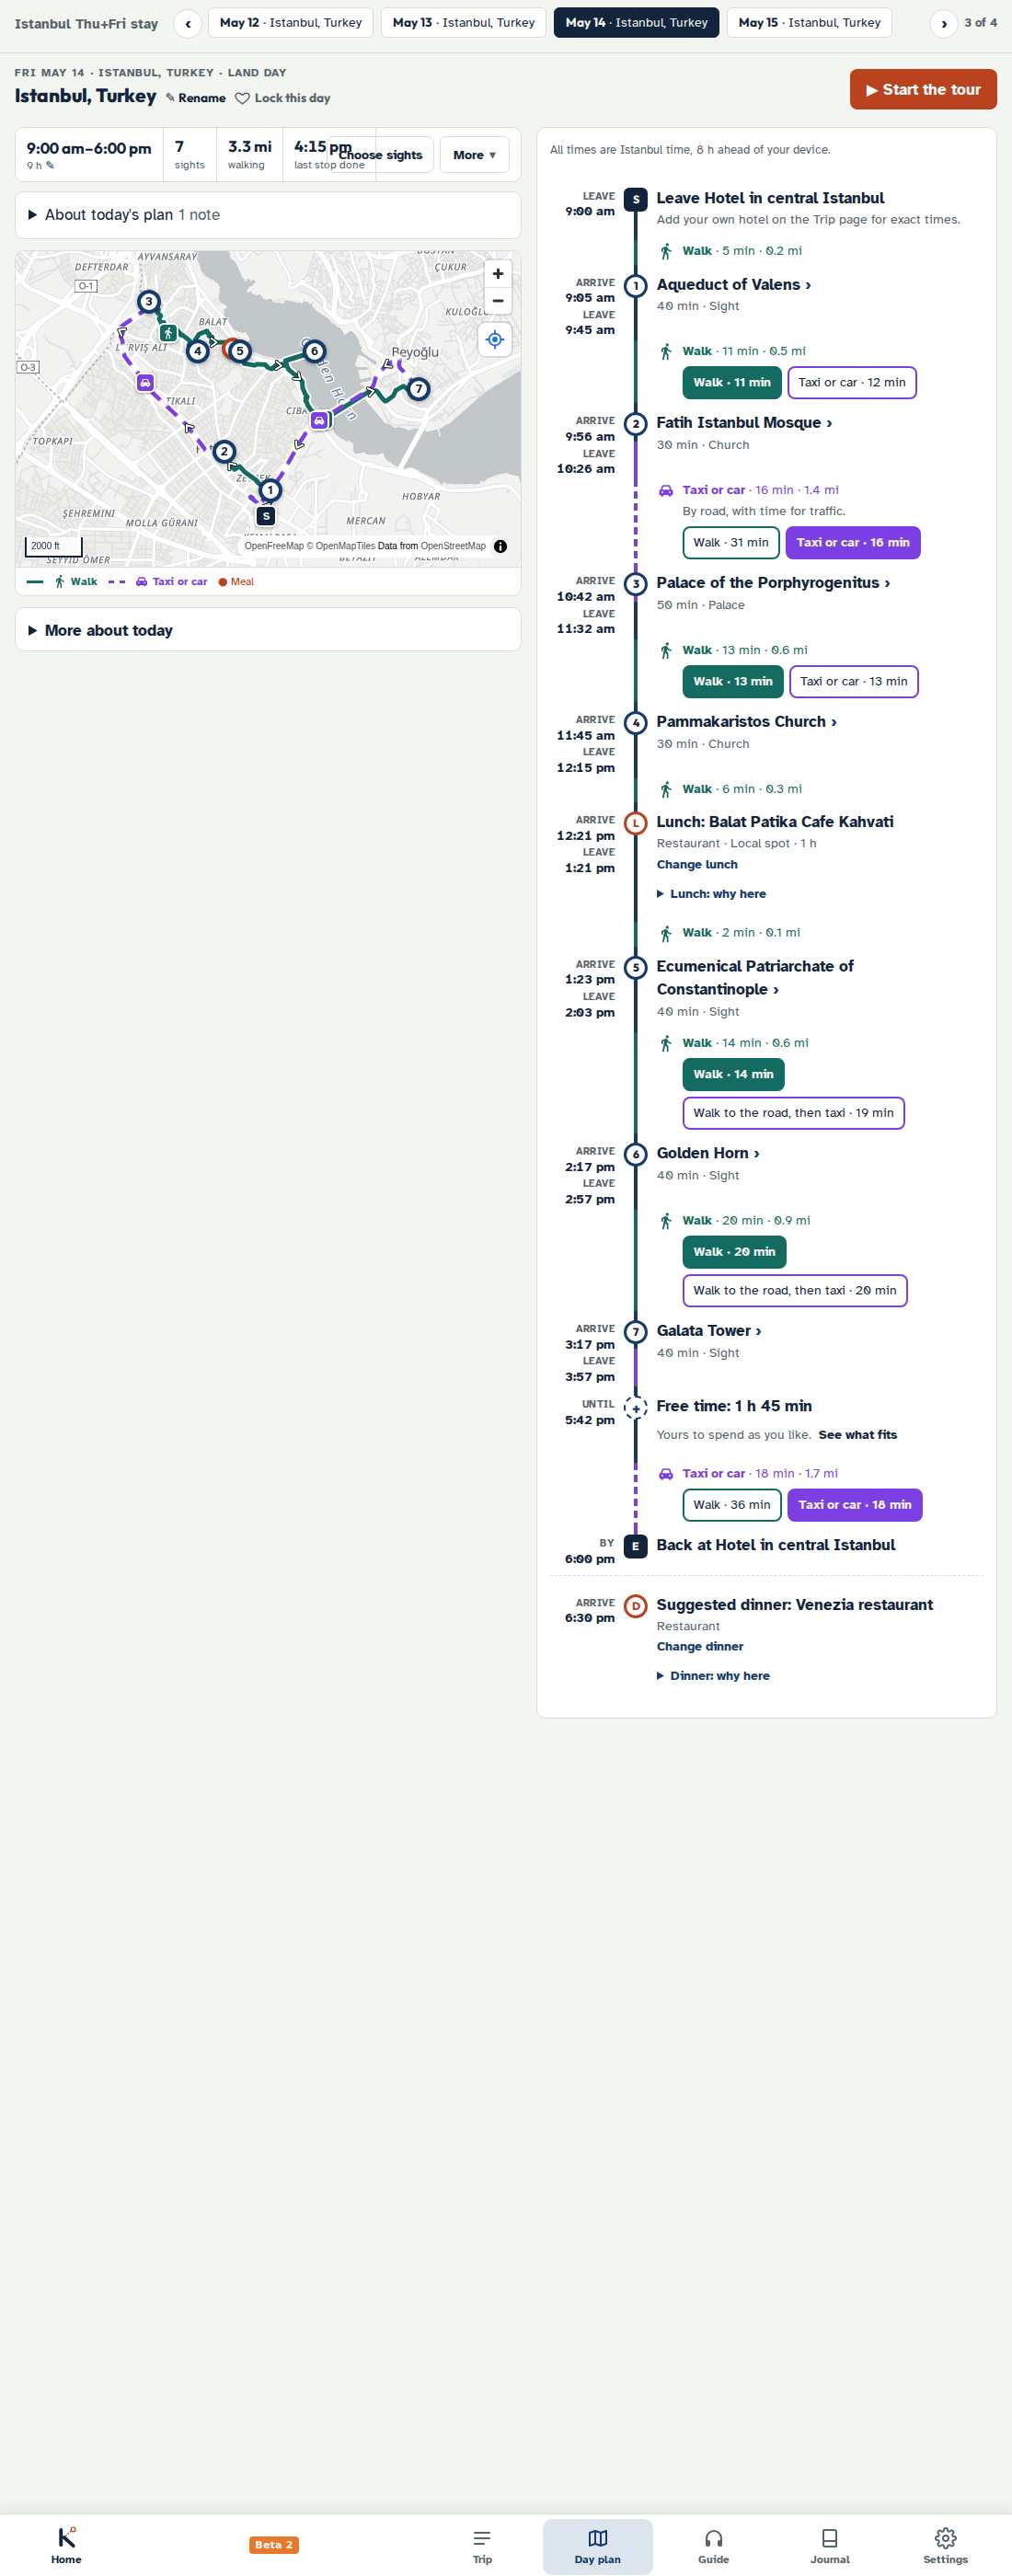 Istanbul Thu+Fri stay
‹
May 12 · Istanbul, Turkey
May 13 · Istanbul, Turkey
May 14 · Istanbul, Turkey
May 15 · Istanbul, Turkey
›
3 of 4
FRI MAY 14 · ISTANBUL, TURKEY · LAND DAY
Istanbul, Turkey ✎ Rename ♡ Lock this day
▶ Start the tour
9:00 am–6:00 pm
9 h ✎
7
sights
3.3 mi
walking
4:15 pm
last stop done
Choose sights
More ▾
▶ About today's plan 1 note
AYVANSARAY
DEFTERDAR
ÇUKUR
O-1
3
BALAT
4
5
6
Beyoğlu
7
O-3
TOPKAPI
2
1
S
HOBYAR
ŞEHREMINI
MOLLA GÜRANI
MERCAN
2000 ft
OpenFreeMap © OpenMapTiles Data from OpenStreetMap
SEYYID ÖMER
Walk
Taxi or car
Meal
▶ More about today
All times are Istanbul time, 8 h ahead of your device.
LEAVE
9:00 am
S
Leave Hotel in central Istanbul
Add your own hotel on the Trip page for exact times.
Walk · 5 min · 0.2 mi
ARRIVE
9:05 am
LEAVE
9:45 am
1
Aqueduct of Valens ›
40 min · Sight
Walk · 11 min · 0.5 mi
Walk · 11 min
Taxi or car · 12 min
ARRIVE
9:56 am
LEAVE
10:26 am
2
Fatih Istanbul Mosque ›
30 min · Church
Taxi or car · 16 min · 1.4 mi
By road, with time for traffic.
Walk · 31 min
Taxi or car · 16 min
ARRIVE
10:42 am
LEAVE
11:32 am
3
Palace of the Porphyrogenitus ›
50 min · Palace
Walk · 13 min · 0.6 mi
Walk · 13 min
Taxi or car · 13 min
ARRIVE
11:45 am
LEAVE
12:15 pm
4
Pammakaristos Church ›
30 min · Church
Walk · 6 min · 0.3 mi
ARRIVE
12:21 pm
LEAVE
1:21 pm
L
Lunch: Balat Patika Cafe Kahvati
Restaurant · Local spot · 1 h
Change lunch
▶ Lunch: why here
Walk · 2 min · 0.1 mi
ARRIVE
1:23 pm
LEAVE
2:03 pm
5
Ecumenical Patriarchate of
Constantinople ›
40 min · Sight
Walk · 14 min · 0.6 mi
Walk · 14 min
Walk to the road, then taxi · 19 min
ARRIVE
2:17 pm
LEAVE
2:57 pm
6
Golden Horn ›
40 min · Sight
Walk · 20 min · 0.9 mi
Walk · 20 min
Walk to the road, then taxi · 20 min
ARRIVE
3:17 pm
LEAVE
3:57 pm
7
Galata Tower ›
40 min · Sight
UNTIL
5:42 pm
+
Free time: 1 h 45 min
Yours to spend as you like. See what fits
Taxi or car · 18 min · 1.7 mi
Walk · 36 min
Taxi or car · 18 min
BY
6:00 pm
E
Back at Hotel in central Istanbul
ARRIVE
6:30 pm
D
Suggested dinner: Venezia restaurant
Restaurant
Change dinner
▶ Dinner: why here
Home
Beta 2
Trip
Day plan
Guide
Journal
Settings